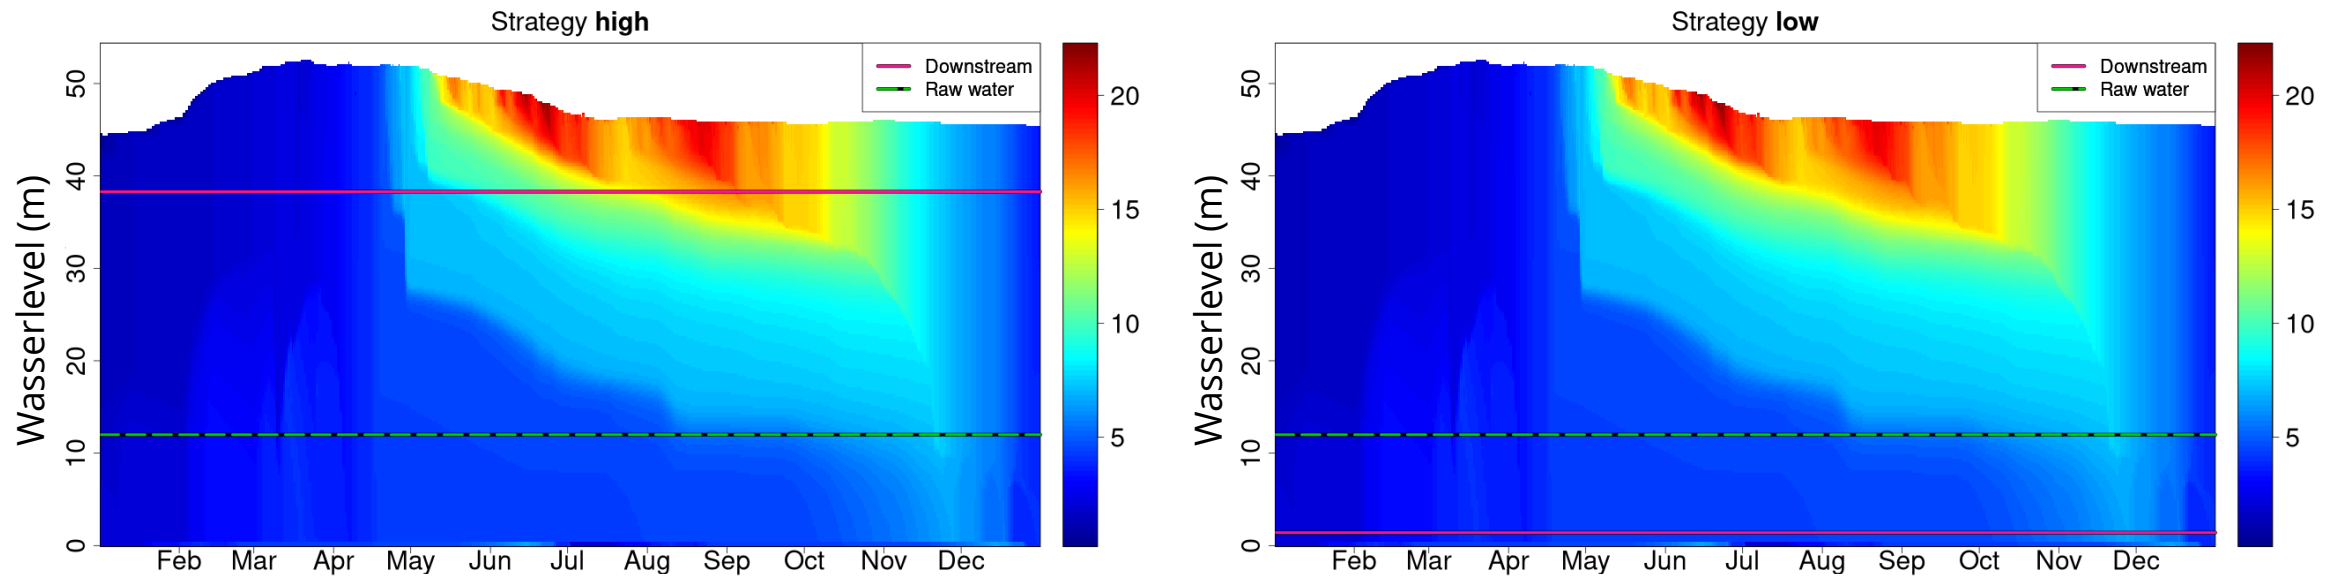 Strategy high
Downstream
Raw water
Wasserlevel (m)
50
40
30
20
10
0
Feb Mar Apr May Jun Jul Aug Sep Oct Nov Dec
20
15
10
5
Strategy low
Downstream
Raw water
Wasserlevel (m)
50
40
30
20
10
0
Feb Mar Apr May Jun Jul Aug Sep Oct Nov Dec
20
15
10
5